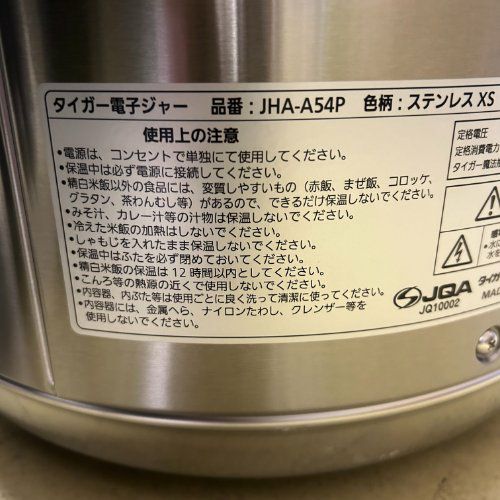 タイガー電子ジャー 品番：JHA-A54P 色柄：ステンレス XS
使用上の注意
•電源は、コンセントで単独にて使用してください。
•保温中は必ず電源に接続してください。
•精白米飯以外の食品には、変質しやすいもの（赤飯、まぜ飯、コロッケ、
グラタン、茶わんむし等）があるので、できるだけ保温しないでください。
•みそ汁、カレー汁等の汁物は保温しないでください。
•冷えた米飯の加熱はしないでください。
•しゃもじを入れたまま保温しないでください。
•保温中はふたを必ず閉めておいてください。
•精白米飯の保温は12時間以内としてください。
•こんろ等の熱源の近くで使用しないでください。
•内容器、内ぶた等は使用ごとに良く洗って清潔に使ってください。
•内容器には、金属へら、ナイロンたわし、クレンザー等を
使用しないでください。
定格電圧
定格消費電力
タイガー魔法
JQA
JQ10002
タイガー
MAD